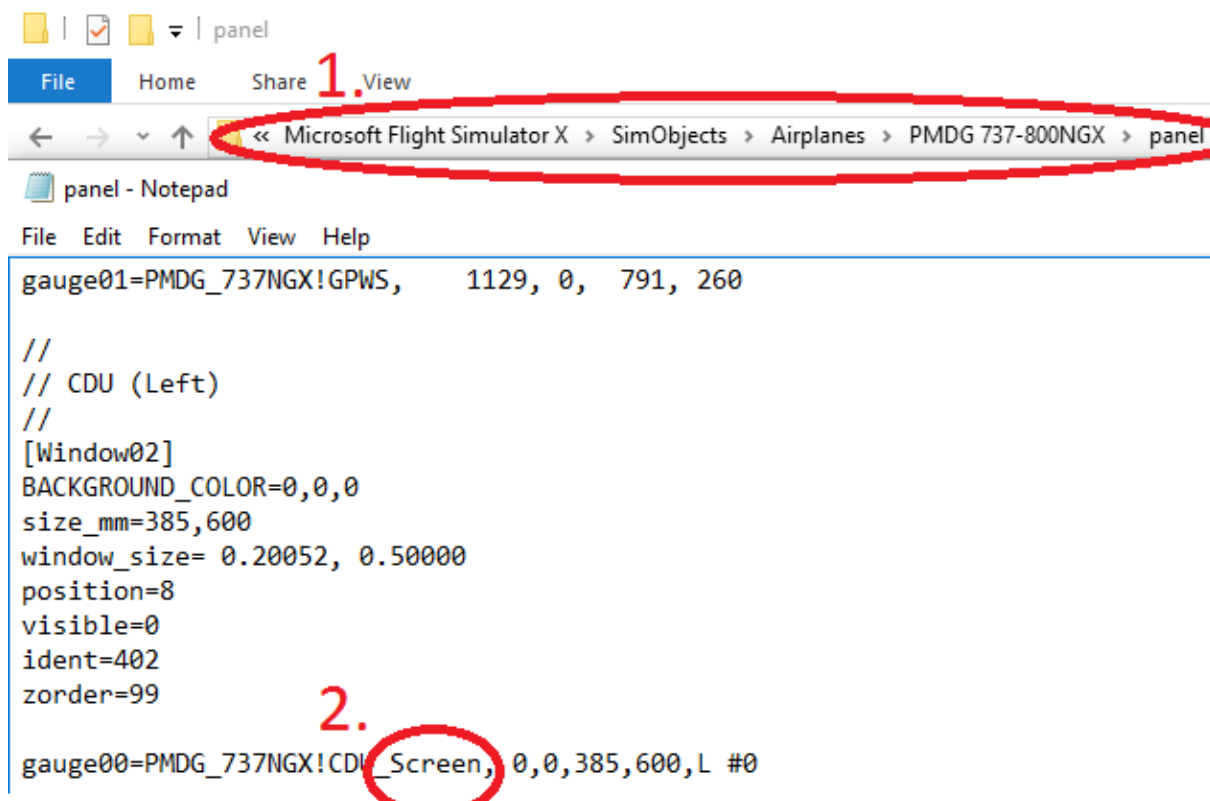 panel
File Home Share 1. View
« Microsoft Flight Simulator X > SimObjects > Airplanes > PMDG 737-800NGX > panel
panel - Notepad
File Edit Format View Help
gauge01=PMDG_737NGX!GPWS, 1129, 0, 791, 260
//
// CDU (Left)
//
[Window02]
BACKGROUND_COLOR=0,0,0
size_mm=385,600
window_size= 0.20052, 0.50000
position=8
visible=0
ident=402
zorder=99
2.
gauge00=PMDG_737NGX!CDU_Screen, 0,0,385,600,L #0